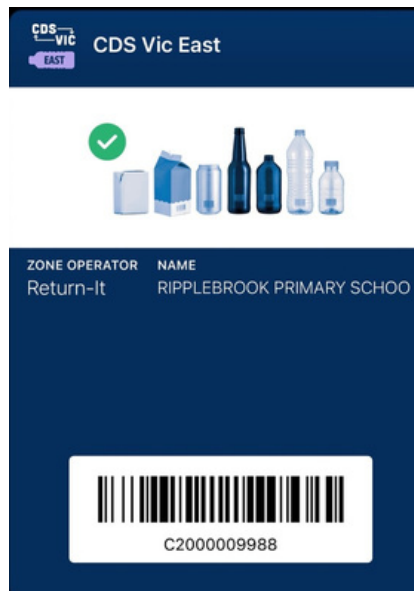 CDS
VIC
EAST
CDS Vic East
ZONE OPERATOR NAME
Return-It RIPPLEBROOK PRIMARY SCHOO
C2000009988